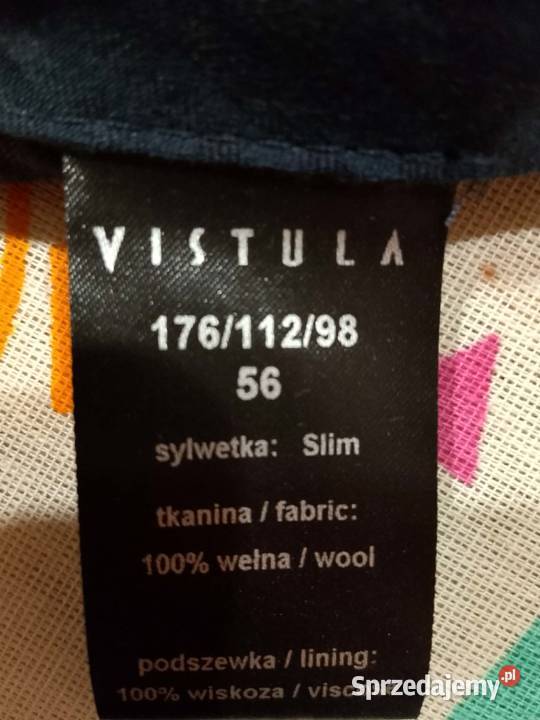 VISTULA
176/112/98
56
sylwetka: Slim
tkanina / fabric:
100% wełna / wool
podszewka / lining:
100% wiskoza /
Sprzedajemy.pl